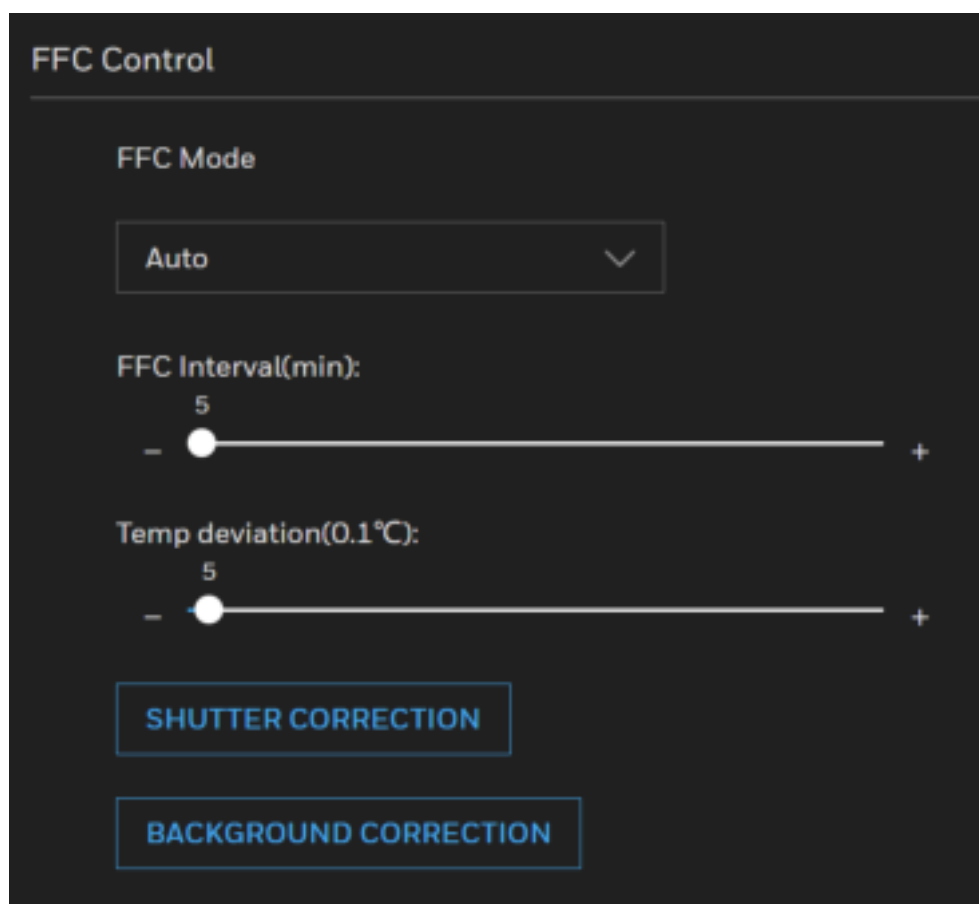 FFC Control
FFC Mode
Auto
FFC Interval(min):
5
– +
Temp deviation(0.1℃):
5
– +
SHUTTER CORRECTION
BACKGROUND CORRECTION